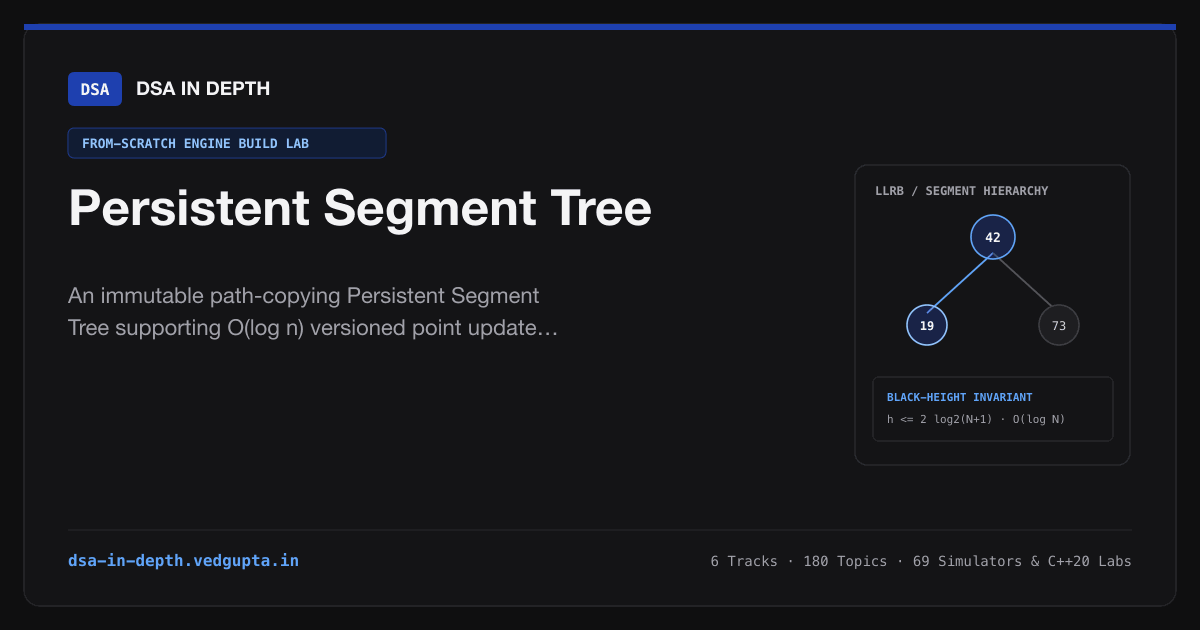 DSA
DSA IN DEPTH
FROM-SCRATCH ENGINE BUILD LAB
Persistent Segment Tree
An immutable path-copying Persistent Segment
Tree supporting O(log n) versioned point update…
LLRB / SEGMENT HIERARCHY
42
19
73
BLACK-HEIGHT INVARIANT
h <= 2 log2(N+1) · O(log N)
dsa-in-depth.vedgupta.in
6 Tracks · 180 Topics · 69 Simulators & C++20 Labs